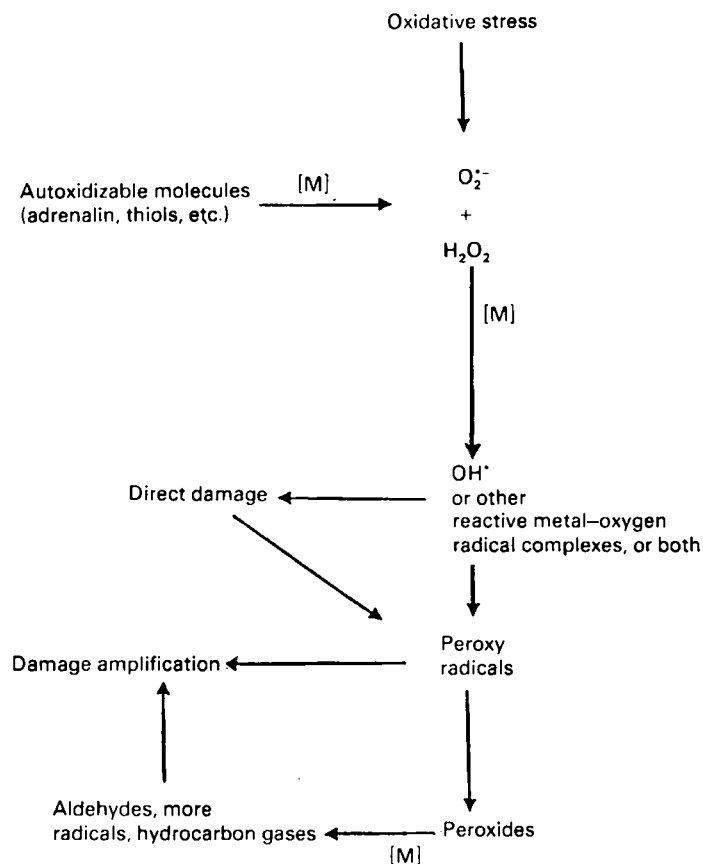 Oxidative stress
Autoxidizable molecules
(adrenalin, thiols, etc.)
[M]
O₂•⁻
+
H₂O₂
[M]
OH•
or other
reactive metal–oxygen
radical complexes, or both
Direct damage
Peroxy
radicals
Damage amplification
Aldehydes, more
radicals, hydrocarbon gases
[M]
Peroxides